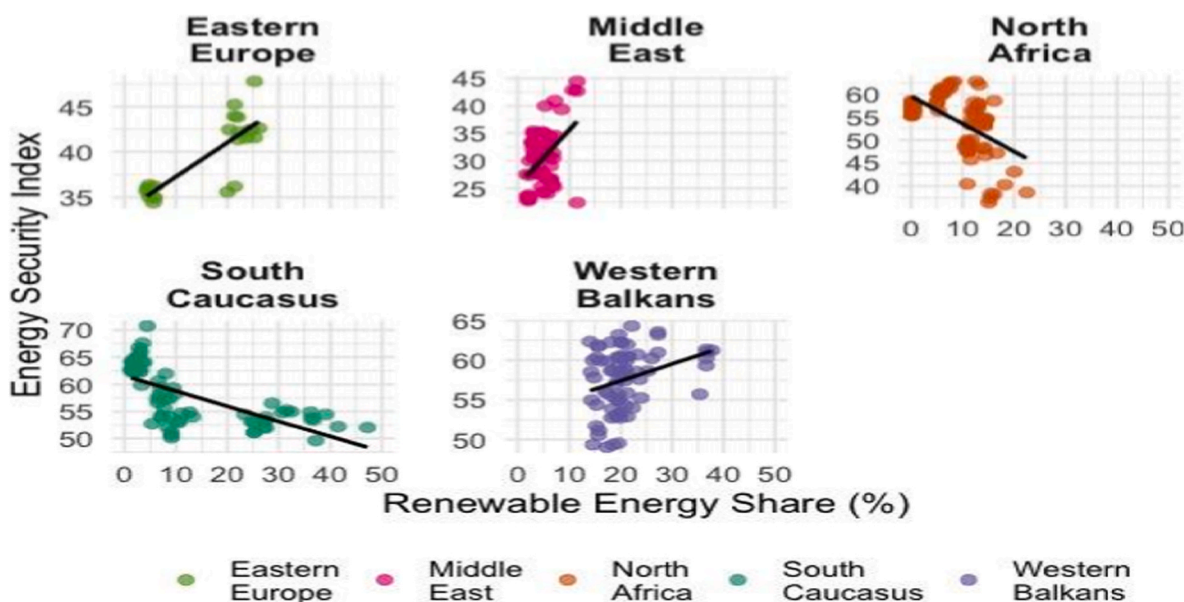 Eastern
Europe
Middle
East
North
Africa
45
40
35
45
40
35
30
25
60
55
50
45
40
0 10 20 30 40 50
Energy Security Index
South
Caucasus
Western
Balkans
70
65
60
55
50
0 10 20 30 40 50
65
60
55
50
0 10 20 30 40 50
Renewable Energy Share (%)
Eastern
Europe
Middle
East
North
Africa
South
Caucasus
Western
Balkans